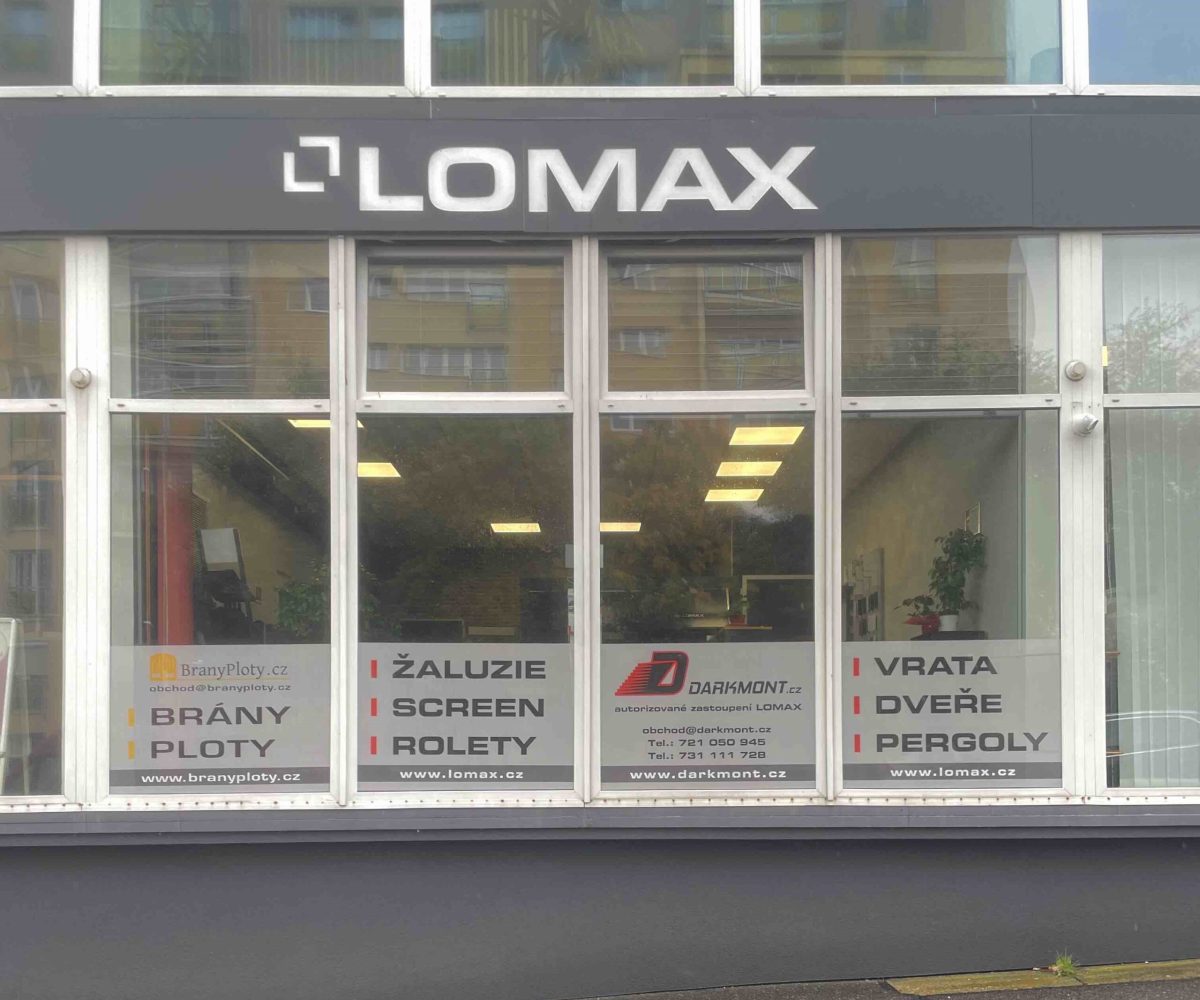 LOMAX
BranyPloty.cz
obchod@branyploty.cz
BRÁNY
PLOTY
www.branyploty.cz
ŽALUZIE
SCREEN
ROLETY
www.lomax.cz
D DARKMONT.cz
autorizované zastoupení LOMAX
obchod@darkmont.cz
Tel.: 721 050 945
Tel.: 731 111 728
www.darkmont.cz
VRATA
DVEŘE
PERGOLY
www.lomax.cz